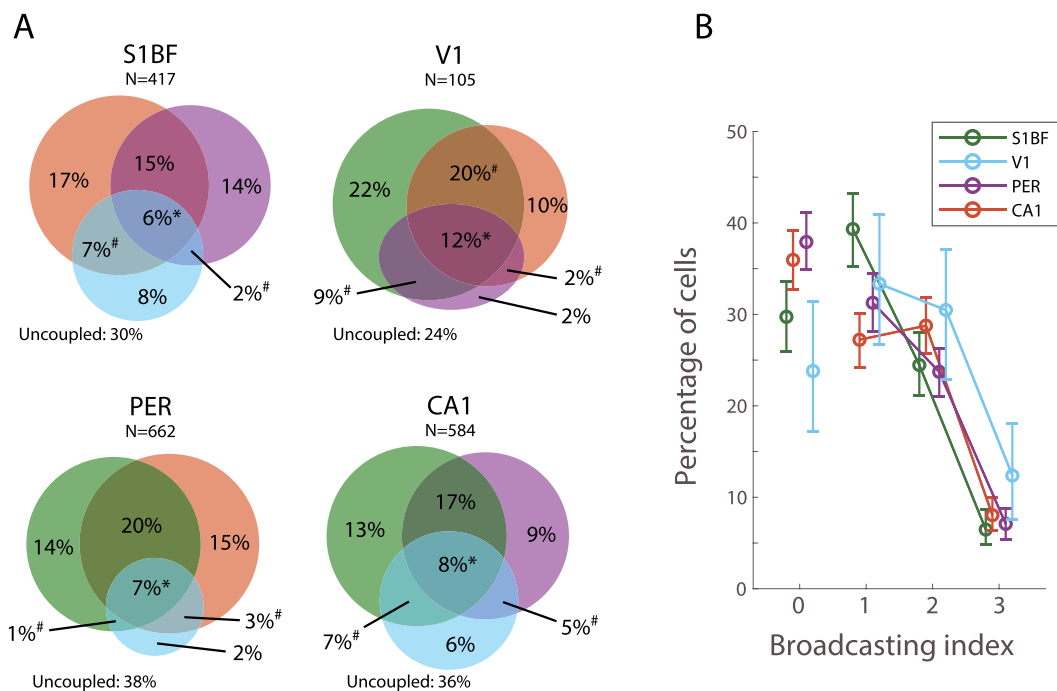 A
S1BF
N=417
17%
15%
14%
6%*
7%#
8%
2%#
Uncoupled: 30%
V1
N=105
22%
20%#
10%
12%*
9%#
2%#
2%
Uncoupled: 24%
PER
N=662
14%
20%
15%
7%*
1%#
3%#
2%
Uncoupled: 38%
CA1
N=584
13%
17%
9%
8%*
7%#
5%#
6%
Uncoupled: 36%
B
S1BF
V1
PER
CA1
Percentage of cells
50
40
30
20
10
0
0 1 2 3
Broadcasting index